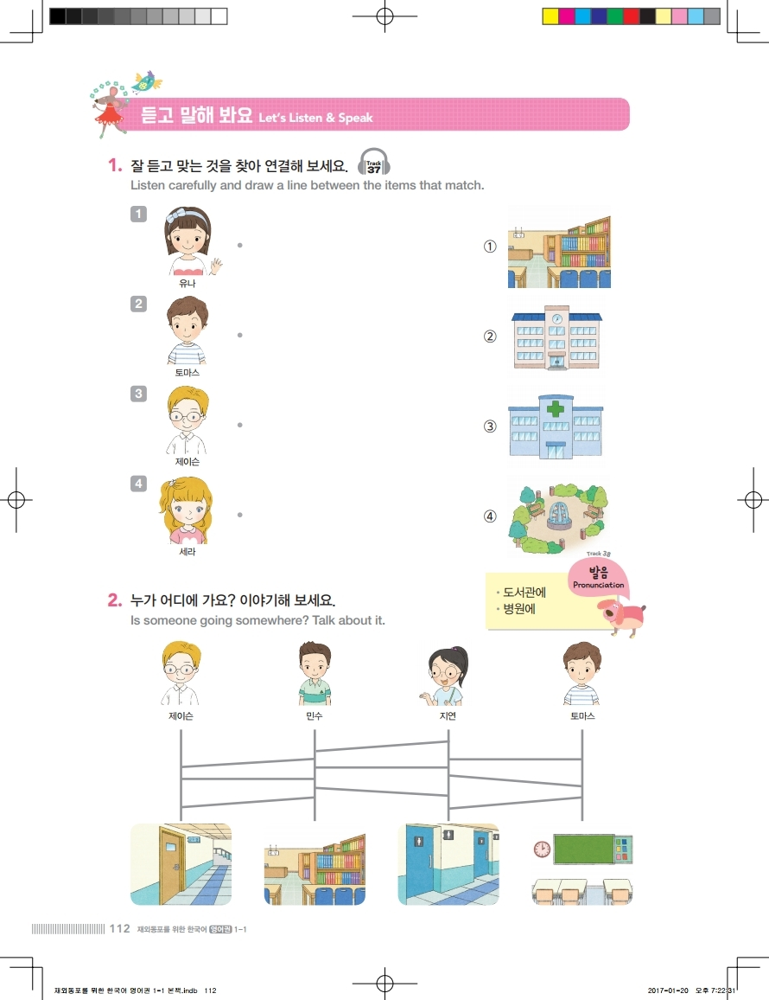 듣고 말해 봐요 Let's Listen & Speak
1. 잘 듣고 맞는 것을 찾아 연결해 보세요. Track 37
Listen carefully and draw a line between the items that match.
1
유나
①
2
토마스
②
3
제이슨
③
4
세라
④
Track 38
발음
Pronunciation
· 도서관에
· 병원에
2. 누가 어디에 가요? 이야기해 보세요.
Is someone going somewhere? Talk about it.
제이슨 민수 지연 토마스
112 재외동포를 위한 한국어 영어권 1-1
재외동포를 위한 한국어 영어권 1-1 본책.indb 112
2017-01-20 오후 7:22:31